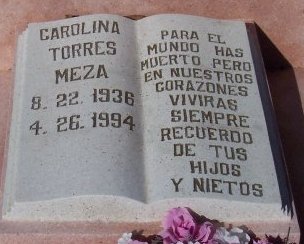 CAROLINA
TORRES
MEZA
8. 22. 1936
4. 26. 1994
PARA EL
MUNDO HAS
MUERTO PERO
EN NUESTROS
CORAZONES
VIVIRAS
SIEMPRE
RECUERDO
DE TUS
HIJOS
Y NIETOS